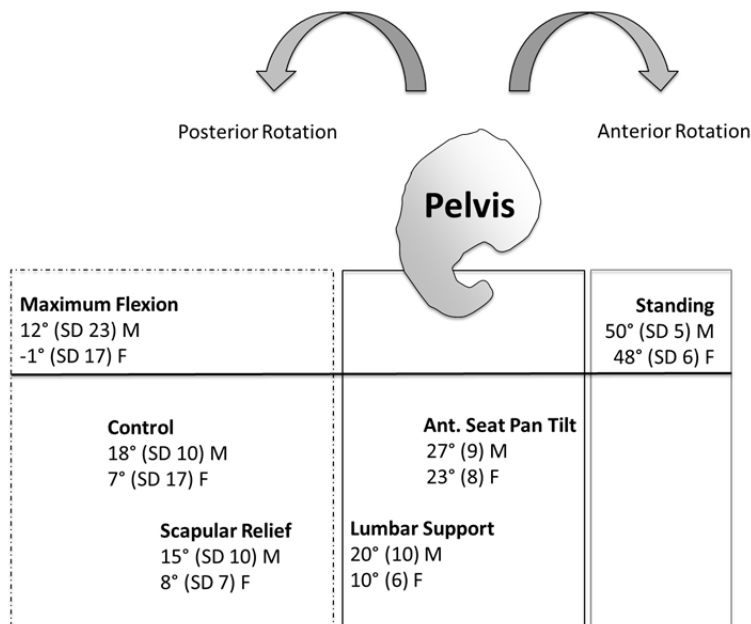 Posterior Rotation
Anterior Rotation
Pelvis
Maximum Flexion
12° (SD 23) M
-1° (SD 17) F
Standing
50° (SD 5) M
48° (SD 6) F
Control
18° (SD 10) M
7° (SD 17) F
Ant. Seat Pan Tilt
27° (9) M
23° (8) F
Scapular Relief
15° (SD 10) M
8° (SD 7) F
Lumbar Support
20° (10) M
10° (6) F